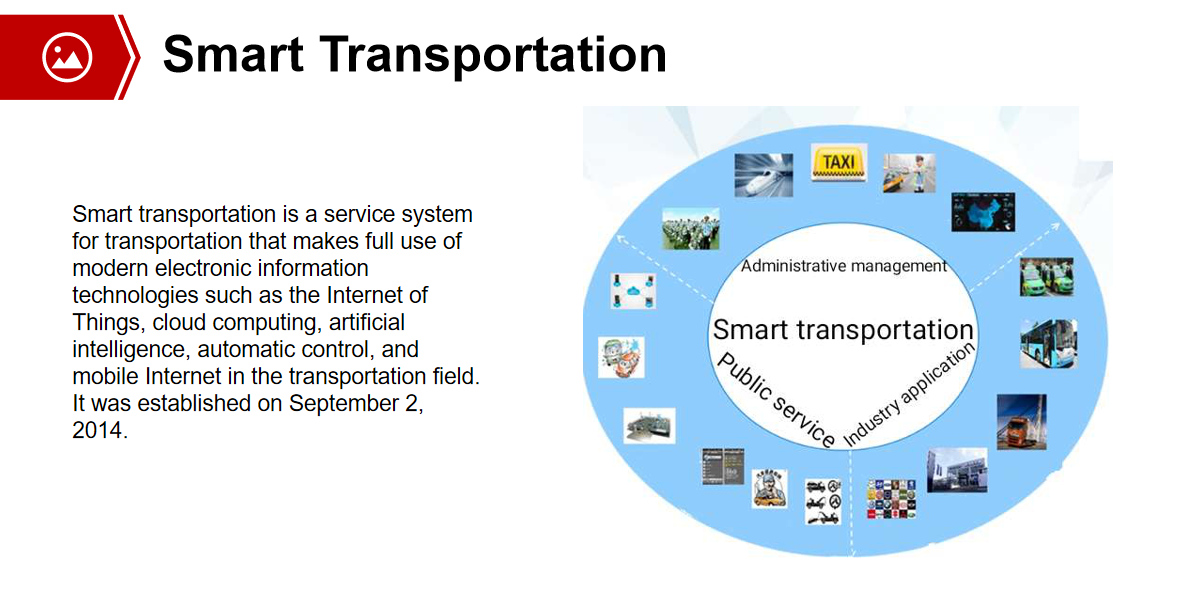 Smart Transportation
Smart transportation is a service system
for transportation that makes full use of
modern electronic information
technologies such as the Internet of
Things, cloud computing, artificial
intelligence, automatic control, and
mobile Internet in the transportation field.
It was established on September 2,
2014.
TAXI
Administrative management
Smart transportation
Public service
Industry application